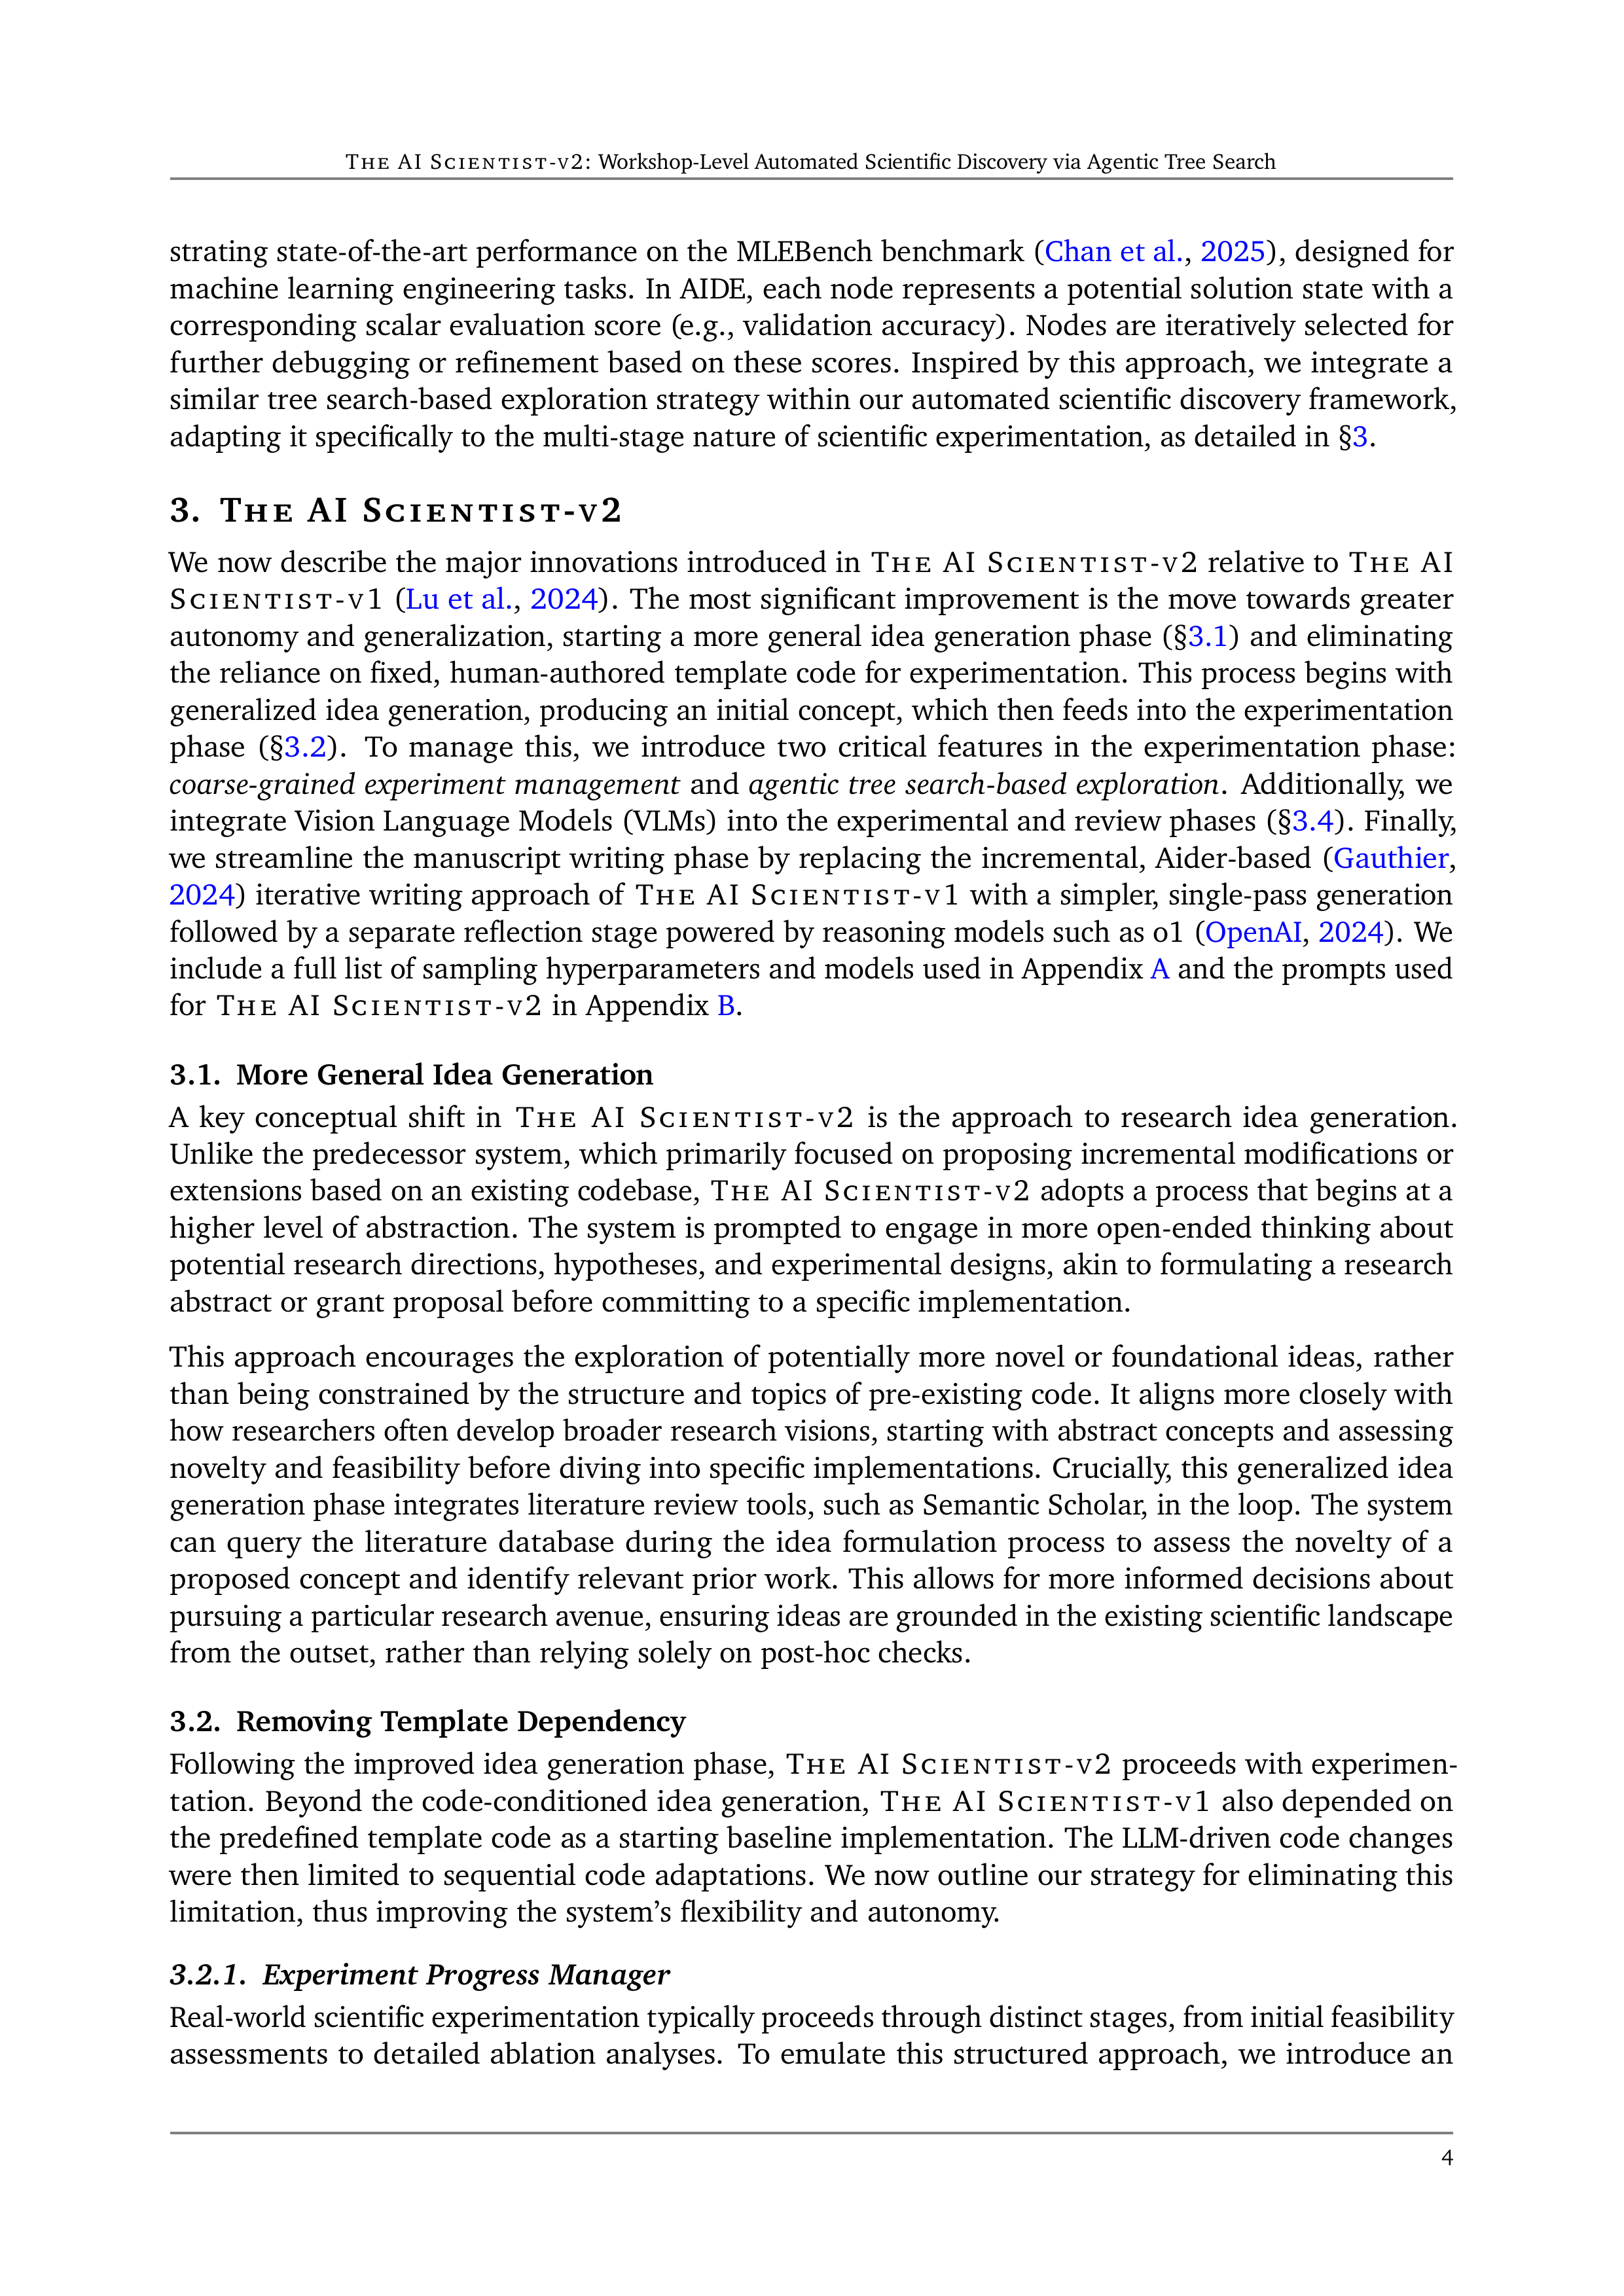 THE AI SCIENTIST-V2: Workshop-Level Automated Scientific Discovery via Agentic Tree Search
strating state-of-the-art performance on the MLEBench benchmark (Chan et al., 2025), designed for
machine learning engineering tasks. In AIDE, each node represents a potential solution state with a
corresponding scalar evaluation score (e.g., validation accuracy). Nodes are iteratively selected for
further debugging or refinement based on these scores. Inspired by this approach, we integrate a
similar tree search-based exploration strategy within our automated scientific discovery framework,
adapting it specifically to the multi-stage nature of scientific experimentation, as detailed in §3.
3. THE AI SCIENTIST-V2
We now describe the major innovations introduced in THE AI SCIENTIST-V2 relative to THE AI
SCIENTIST-V1 (Lu et al., 2024). The most significant improvement is the move towards greater
autonomy and generalization, starting a more general idea generation phase (§3.1) and eliminating
the reliance on fixed, human-authored template code for experimentation. This process begins with
generalized idea generation, producing an initial concept, which then feeds into the experimentation
phase (§3.2). To manage this, we introduce two critical features in the experimentation phase:
coarse-grained experiment management and agentic tree search-based exploration. Additionally, we
integrate Vision Language Models (VLMs) into the experimental and review phases (§3.4). Finally,
we streamline the manuscript writing phase by replacing the incremental, Aider-based (Gauthier,
2024) iterative writing approach of THE AI SCIENTIST-V1 with a simpler, single-pass generation
followed by a separate reflection stage powered by reasoning models such as o1 (OpenAI, 2024). We
include a full list of sampling hyperparameters and models used in Appendix A and the prompts used
for THE AI SCIENTIST-V2 in Appendix B.
3.1. More General Idea Generation
A key conceptual shift in THE AI SCIENTIST-V2 is the approach to research idea generation.
Unlike the predecessor system, which primarily focused on proposing incremental modifications or
extensions based on an existing codebase, THE AI SCIENTIST-V2 adopts a process that begins at a
higher level of abstraction. The system is prompted to engage in more open-ended thinking about
potential research directions, hypotheses, and experimental designs, akin to formulating a research
abstract or grant proposal before committing to a specific implementation.
This approach encourages the exploration of potentially more novel or foundational ideas, rather
than being constrained by the structure and topics of pre-existing code. It aligns more closely with
how researchers often develop broader research visions, starting with abstract concepts and assessing
novelty and feasibility before diving into specific implementations. Crucially, this generalized idea
generation phase integrates literature review tools, such as Semantic Scholar, in the loop. The system
can query the literature database during the idea formulation process to assess the novelty of a
proposed concept and identify relevant prior work. This allows for more informed decisions about
pursuing a particular research avenue, ensuring ideas are grounded in the existing scientific landscape
from the outset, rather than relying solely on post-hoc checks.
3.2. Removing Template Dependency
Following the improved idea generation phase, THE AI SCIENTIST-V2 proceeds with experimen-
tation. Beyond the code-conditioned idea generation, THE AI SCIENTIST-V1 also depended on
the predefined template code as a starting baseline implementation. The LLM-driven code changes
were then limited to sequential code adaptations. We now outline our strategy for eliminating this
limitation, thus improving the system’s flexibility and autonomy.
3.2.1. Experiment Progress Manager
Real-world scientific experimentation typically proceeds through distinct stages, from initial feasibility
assessments to detailed ablation analyses. To emulate this structured approach, we introduce an
4